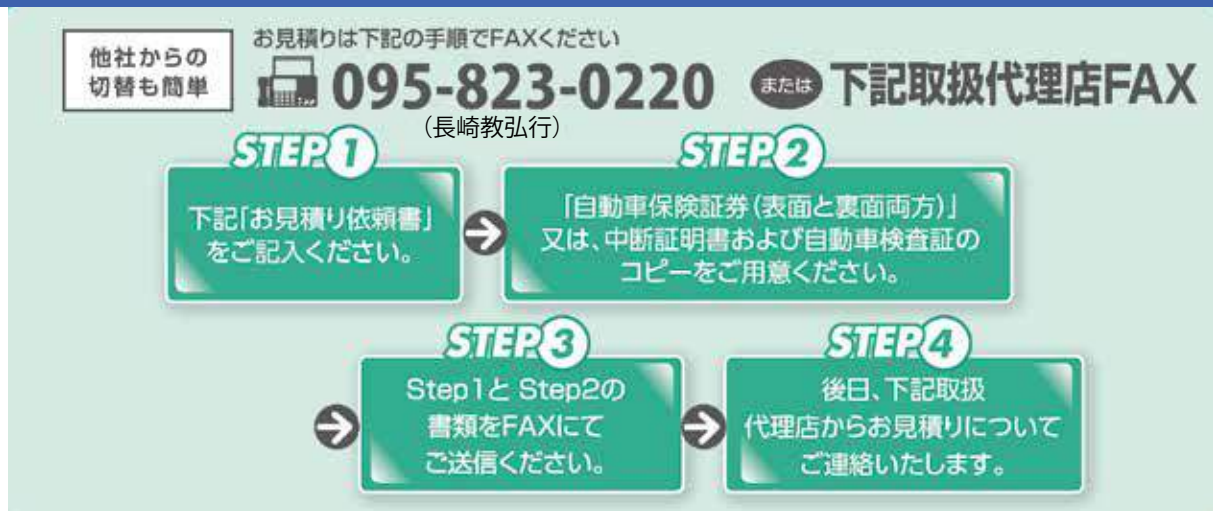 他社からの
切替も簡単
お見積りは下記の手順でFAXください
095-823-0220 または 下記取扱代理店FAX
（長崎教弘行）
STEP1
下記「お見積り依頼書」
をご記入ください。
STEP2
「自動車保険証券（表面と裏面両方）」
又は、中断証明書および自動車検査証の
コピーをご用意ください。
STEP3
Step1と Step2の
書類をFAXにて
ご送信ください。
STEP4
後日、下記取扱
代理店からお見積りについて
ご連絡いたします。